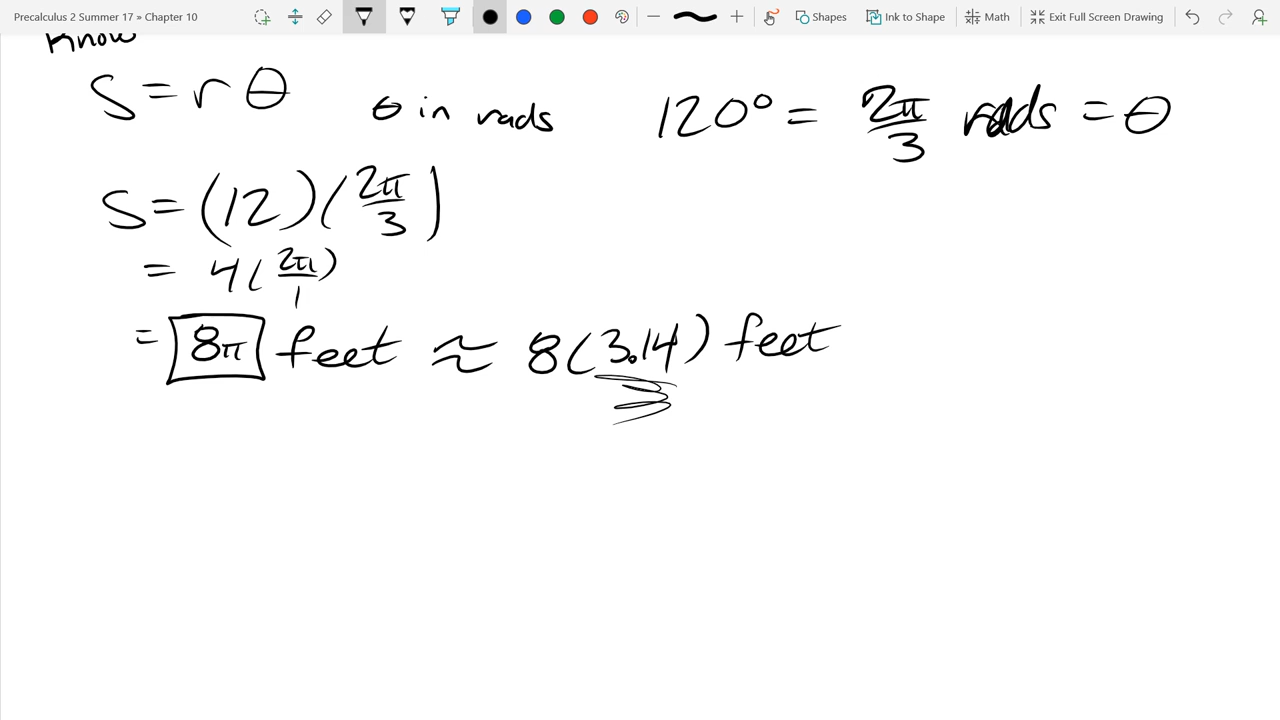 Precalculus 2 Summer 17 » Chapter 10
Shapes
Ink to Shape
Math
Exit Full Screen Drawing
Know
S = r θ
θ in rads
120° = 2π/3 rads = θ
S = (12)(2π/3)
= 4(2π/1)
= 8π feet ≈ 8(3.14) feet